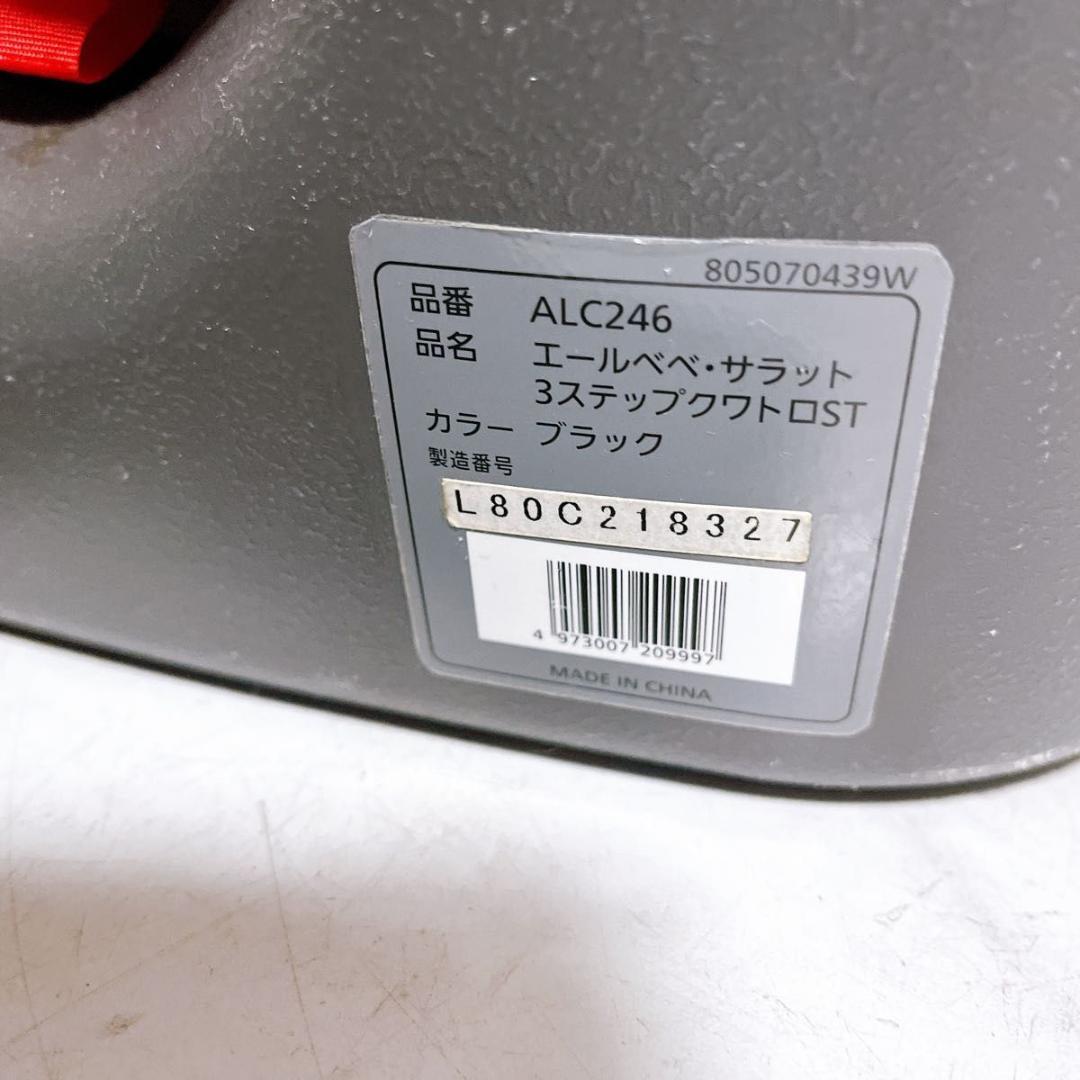 805070439W
品番 ALC246
品名 エールベベ・サラット
3ステップクワトロST
カラー ブラック
製造番号
L80C218327
4 973007 209997
MADE IN CHINA